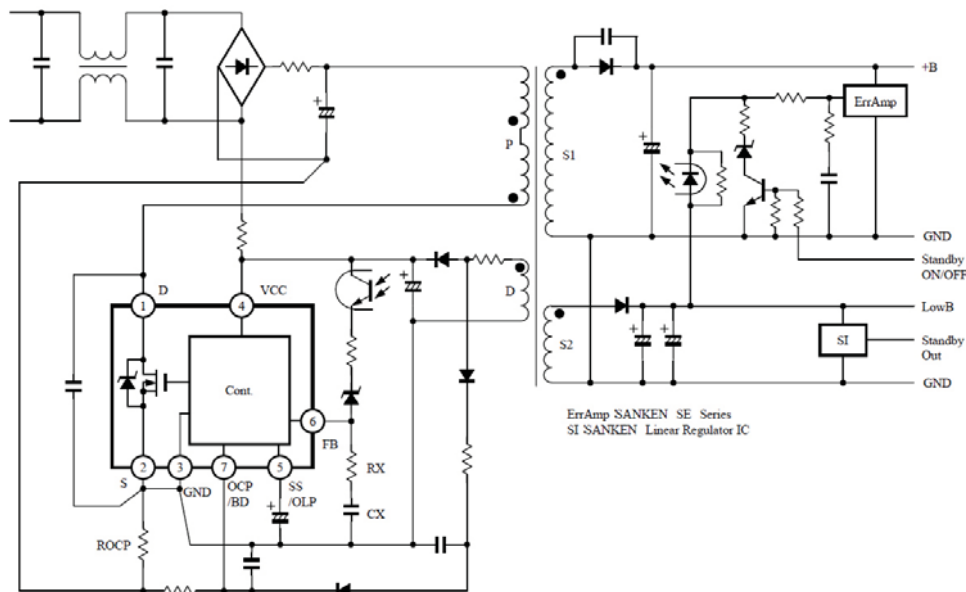 +B
ErrAmp
P
S1
GND
Standby
ON/OFF
D
VCC
D
LowB
1
4
S2
SI
Standby
Out
Cont.
GND
ErrAmp :SANKEN SE Series
SI :SANKEN Linear Regulator IC
6
FB
2
3
7
5
RX
S
GND
OCP
/BD
SS
/OLP
CX
ROCP